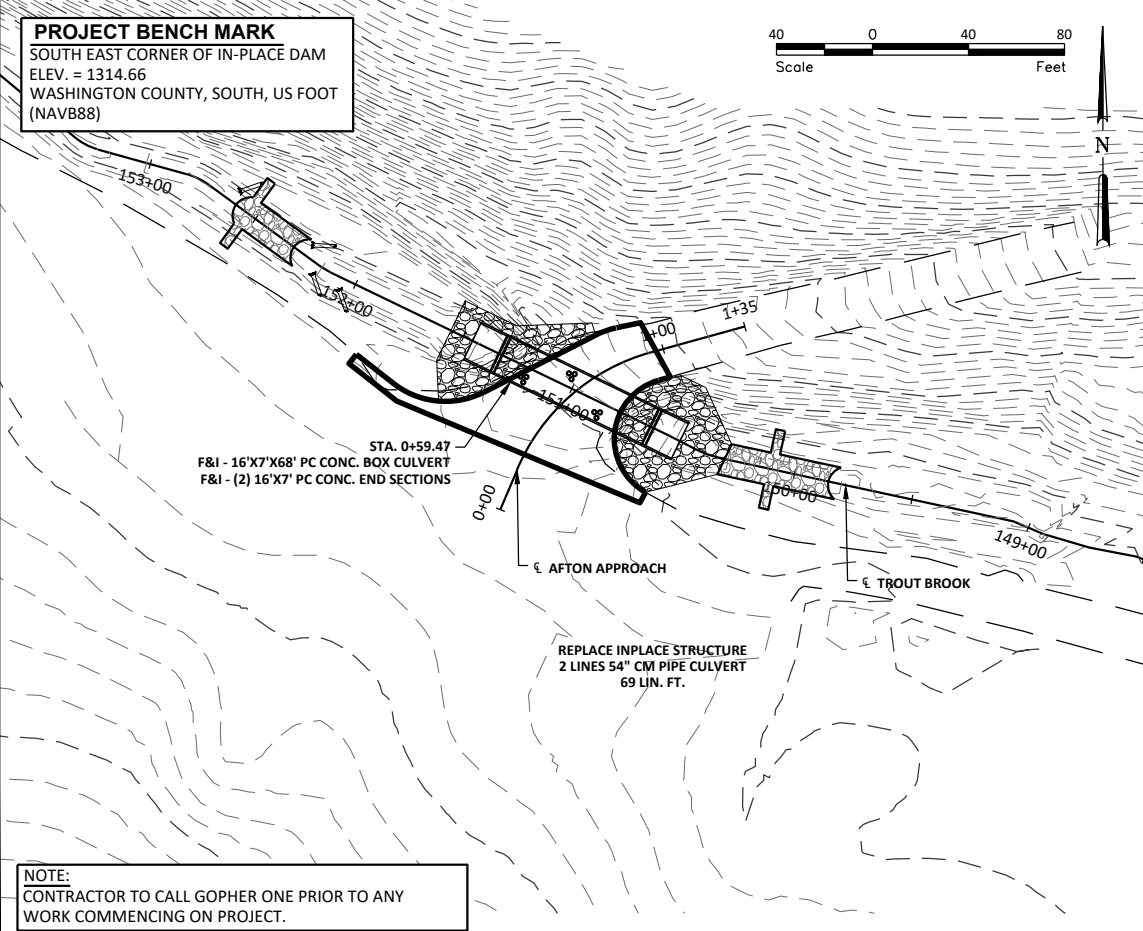 PROJECT BENCH MARK
SOUTH EAST CORNER OF IN-PLACE DAM
ELEV. = 1314.66
WASHINGTON COUNTY, SOUTH, US FOOT
(NAVB88)
40 0 40 80
Scale Feet
N
153+00
152+00
1+35
1+00
151+00
STA. 0+59.47
F&I - 16'X7'X68' PC CONC. BOX CULVERT
F&I - (2) 16'X7' PC CONC. END SECTIONS
0+00
50+00
149+00
℄ AFTON APPROACH
℄ TROUT BROOK
REPLACE INPLACE STRUCTURE
2 LINES 54" CM PIPE CULVERT
69 LIN. FT.
NOTE:
CONTRACTOR TO CALL GOPHER ONE PRIOR TO ANY
WORK COMMENCING ON PROJECT.